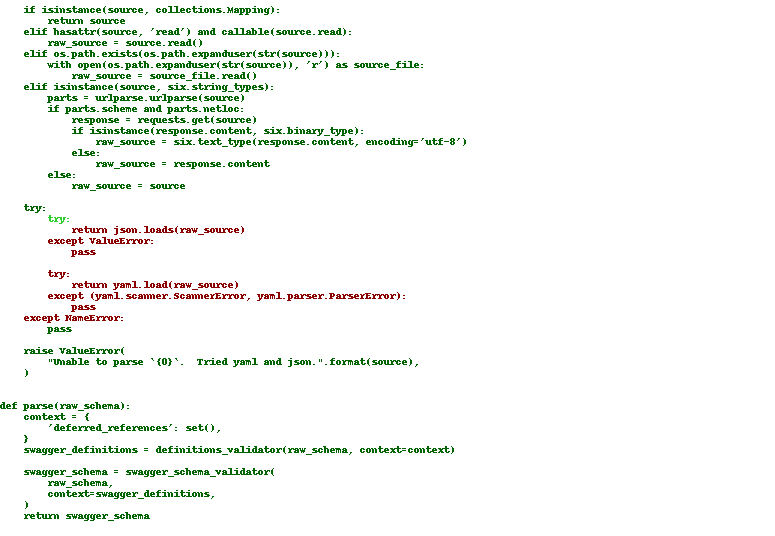 if isinstance(source, collections.Mapping):
        return source
    elif hasattr(source, 'read') and callable(source.read):
        raw_source = source.read()
    elif os.path.exists(os.path.expanduser(str(source))):
        with open(os.path.expanduser(str(source)), 'r') as source_file:
            raw_source = source_file.read()
    elif isinstance(source, six.string_types):
        parts = urlparse.urlparse(source)
        if parts.scheme and parts.netloc:
            response = requests.get(source)
            if isinstance(response.content, six.binary_type):
                raw_source = six.text_type(response.content, encoding='utf-8')
            else:
                raw_source = response.content
        else:
            raw_source = source

    try:
        try:
            return json.loads(raw_source)
        except ValueError:
            pass

        try:
            return yaml.load(raw_source)
        except (yaml.scanner.ScannerError, yaml.parser.ParserError):
            pass
    except NameError:
        pass

    raise ValueError(
        "Unable to parse `{0}`.  Tried yaml and json.".format(source),
    )


def parse(raw_schema):
    context = {
        'deferred_references': set(),
    }
    swagger_definitions = definitions_validator(raw_schema, context=context)

    swagger_schema = swagger_schema_validator(
        raw_schema,
        context=swagger_definitions,
    )
    return swagger_schema